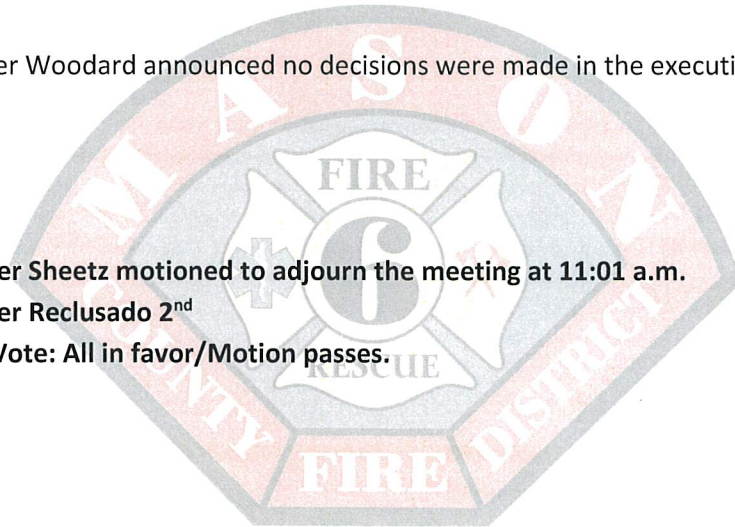 er Woodard announced no decisions were made in the executi
MASON
FIRE
6
er Sheetz motioned to adjourn the meeting at 11:01 a.m.
er Reclusado 2nd
Vote: All in favor/Motion passes.
RESCUE
COUNTY
FIRE
DISTRICT